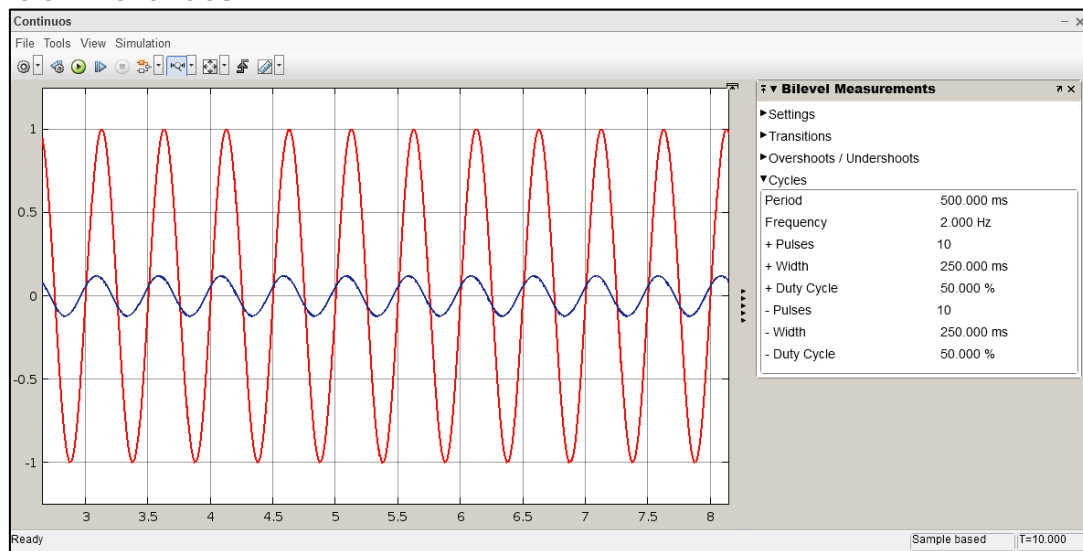 Continuos
File Tools View Simulation
Bilevel Measurements
Settings
Transitions
Overshoots / Undershoots
Cycles
Period 500.000 ms
Frequency 2.000 Hz
+ Pulses 10
+ Width 250.000 ms
+ Duty Cycle 50.000 %
- Pulses 10
- Width 250.000 ms
- Duty Cycle 50.000 %
1
0.5
0
-0.5
-1
3 3.5 4 4.5 5 5.5 6 6.5 7 7.5 8
Ready Sample based T=10.000